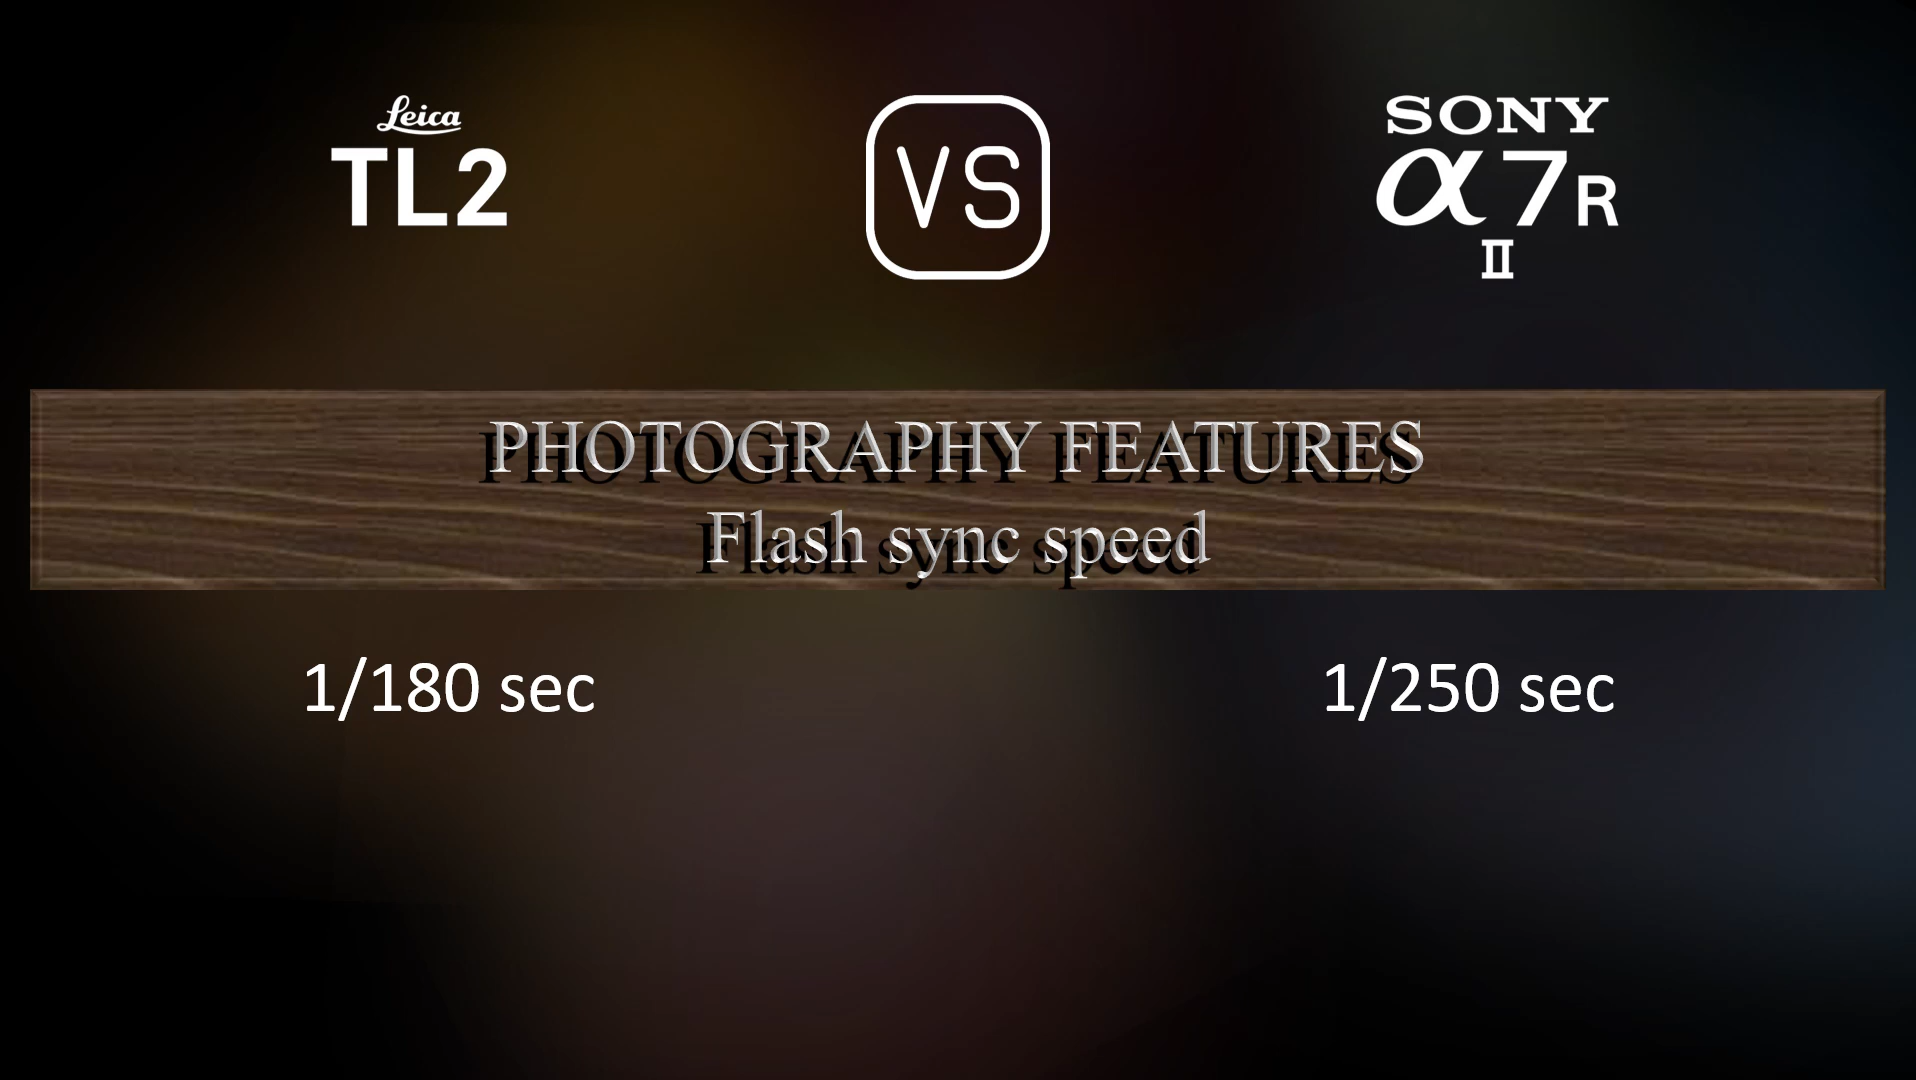 Leica
TL2
VS
SONY
α7R
II
PHOTOGRAPHY FEATURES
Flash sync speed
1/180 sec
1/250 sec